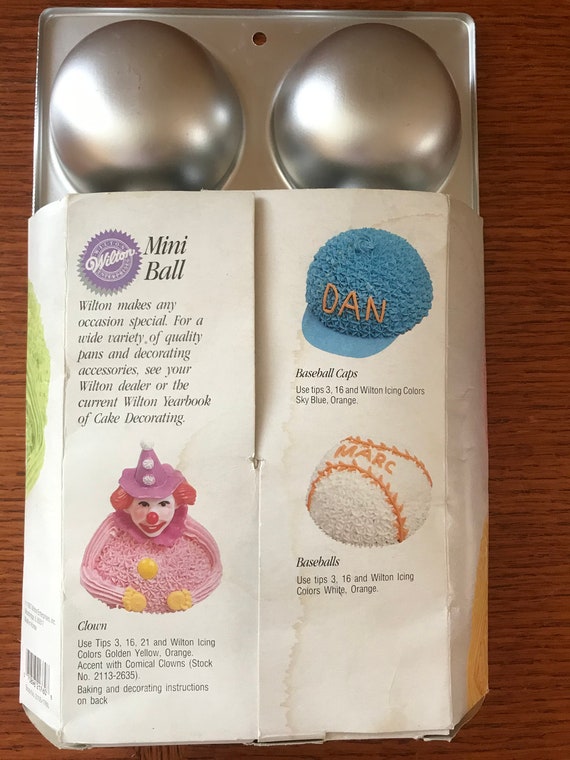 WILTON
Wilton
ENTERPRISES
Mini
Ball
Wilton makes any
occasion special. For a
wide variety of quality
pans and decorating
accessories, see your
Wilton dealer or the
current Wilton Yearbook
of Cake Decorating.
DAN
Baseball Caps
Use tips 3, 16 and Wilton Icing Colors
Sky Blue, Orange.
MARC
Baseballs
Use tips 3, 16 and Wilton Icing
Colors White, Orange.
Clown
Use Tips 3, 16, 21 and Wilton Icing
Colors Golden Yellow, Orange.
Accent with Comical Clowns (Stock
No. 2113-2635).
Baking and decorating instructions
on back